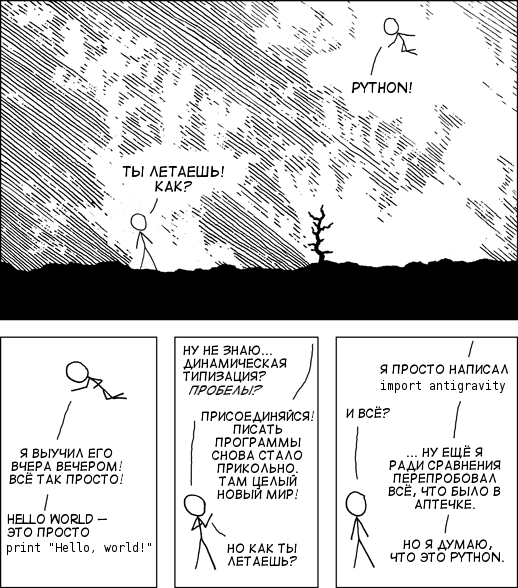 ТЫ ЛЕТАЕШЬ!
КАК?
PYTHON!
Я ВЫУЧИЛ ЕГО
ВЧЕРА ВЕЧЕРОМ!
ВСЁ ТАК ПРОСТО!
HELLO WORLD –
ЭТО ПРОСТО
print "Hello, world!"
НУ НЕ ЗНАЮ...
ДИНАМИЧЕСКАЯ
ТИПИЗАЦИЯ?
ПРОБЕЛЫ?
ПРИСОЕДИНЯЙСЯ!
ПИСАТЬ
ПРОГРАММЫ
СНОВА СТАЛО
ПРИКОЛЬНО.
ТАМ ЦЕЛЫЙ
НОВЫЙ МИР!
НО КАК ТЫ
ЛЕТАЕШЬ?
Я ПРОСТО НАПИСАЛ
import antigravity
И ВСЁ?
... НУ ЕЩЁ Я
РАДИ СРАВНЕНИЯ
ПЕРЕПРОБОВАЛ
ВСЁ, ЧТО БЫЛО В
АПТЕЧКЕ.
НО Я ДУМАЮ,
ЧТО ЭТО PYTHON.